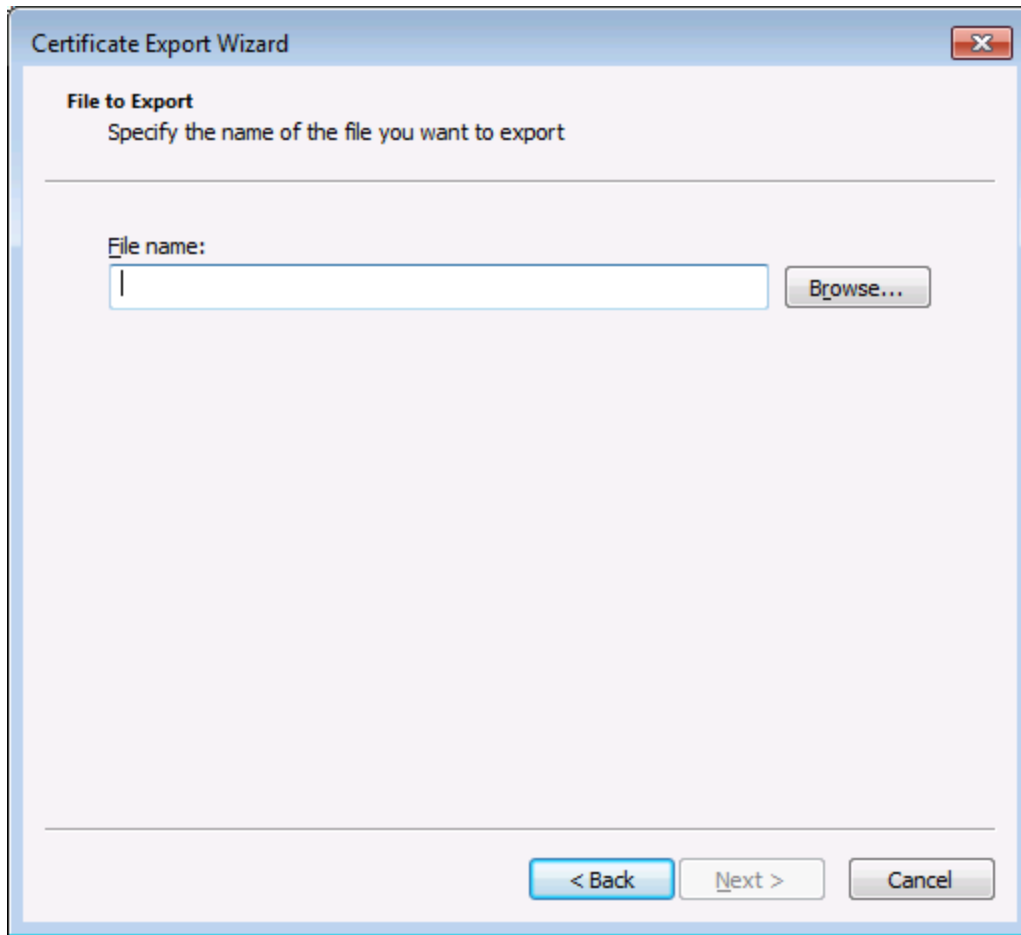 Certificate Export Wizard
File to Export
Specify the name of the file you want to export
File name:
Browse...
< Back
Next >
Cancel